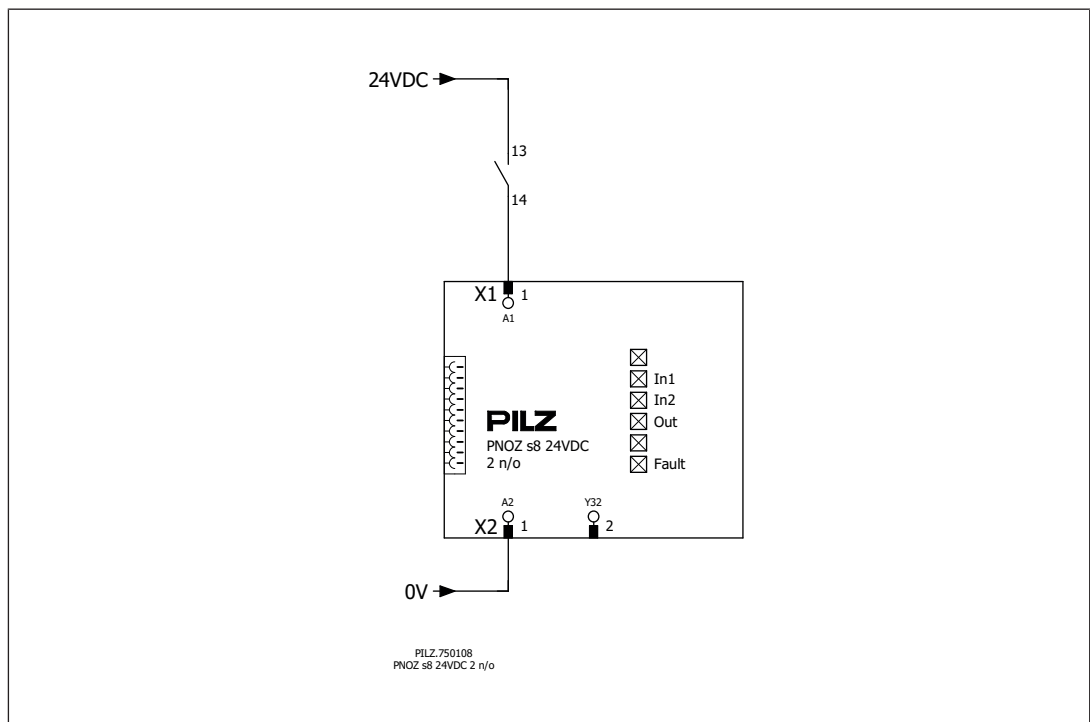 24VDC
13
14
X1 1
A1
In1
In2
PILZ Out
PNOZ s8 24VDC
2 n/o Fault
A2 Y32
X2 1 2
0V
PILZ.750108
PNOZ s8 24VDC 2 n/o